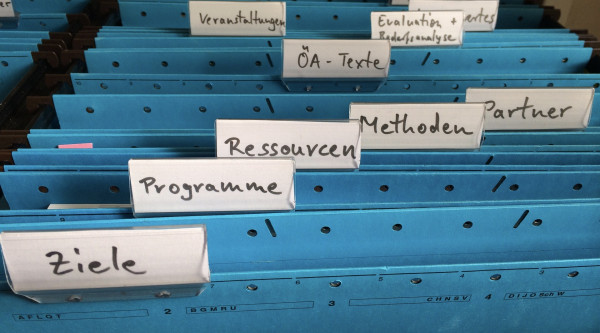 Veranstaltungen
Evaluation +
Bedarfsanalyse
ÖA - Texte
Partner
Methoden
Ressourcen
Programme
Ziele